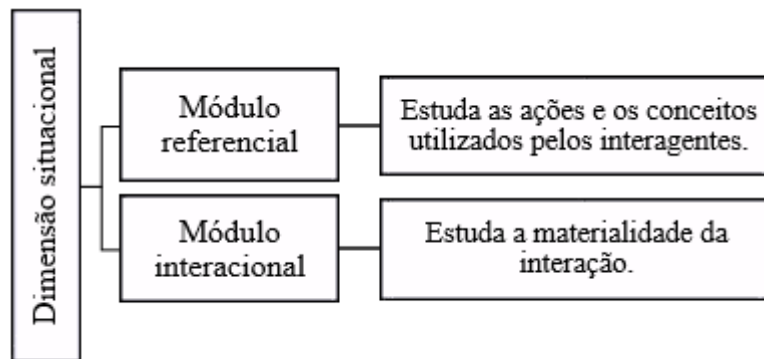 Dimensão situacional
Módulo
referencial
Estuda as ações e os conceitos
utilizados pelos interagentes.
Módulo
interacional
Estuda a materialidade da
interação.